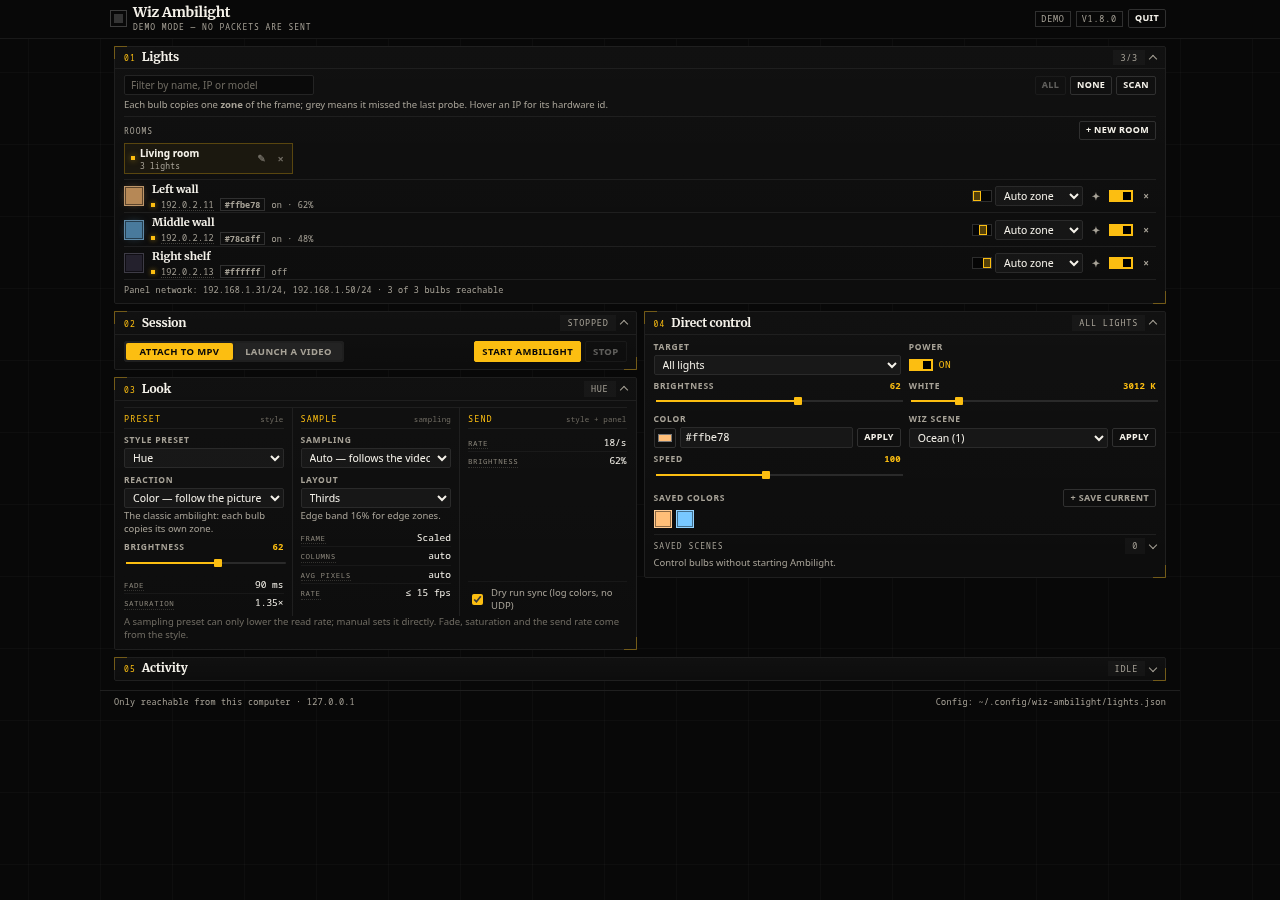 Wiz Ambilight
DEMO MODE — NO PACKETS ARE SENT
DEMO V1.8.0 QUIT
01 Lights 3/3
Filter by name, IP or model ALL NONE SCAN
Each bulb copies one zone of the frame; grey means it missed the last probe. Hover an IP for its hardware id.
ROOMS + NEW ROOM
Living room ✎ ×
3 lights
Left wall
192.0.2.11 #ffbe78 on · 62% Auto zone ×
Middle wall
192.0.2.12 #78c8ff on · 48% Auto zone ×
Right shelf
192.0.2.13 #ffffff off Auto zone ×
Panel network: 192.168.1.31/24, 192.168.1.50/24 · 3 of 3 bulbs reachable
02 Session STOPPED
ATTACH TO MPV LAUNCH A VIDEO START AMBILIGHT STOP
03 Look HUE
PRESET style
STYLE PRESET
Hue
REACTION
Color — follow the picture
The classic ambilight: each bulb
copies its own zone.
BRIGHTNESS 62
FADE 90 ms
SATURATION 1.35×
SAMPLE sampling
SAMPLING
Auto — follows the videc
LAYOUT
Thirds
Edge band 16% for edge zones.
FRAME Scaled
COLUMNS auto
AVG PIXELS auto
RATE ≤ 15 fps
SEND style + panel
RATE 18/s
BRIGHTNESS 62%
Dry run sync (log colors, no
UDP)
A sampling preset can only lower the read rate; manual sets it directly. Fade, saturation and the send rate come
from the style.
04 Direct control ALL LIGHTS
TARGET POWER
All lights ON
BRIGHTNESS 62 WHITE 3012 K
COLOR WIZ SCENE
#ffbe78 APPLY Ocean (1) APPLY
SPEED 100
SAVED COLORS + SAVE CURRENT
SAVED SCENES 0
Control bulbs without starting Ambilight.
05 Activity IDLE
Only reachable from this computer · 127.0.0.1 Config: ~/.config/wiz-ambilight/lights.json